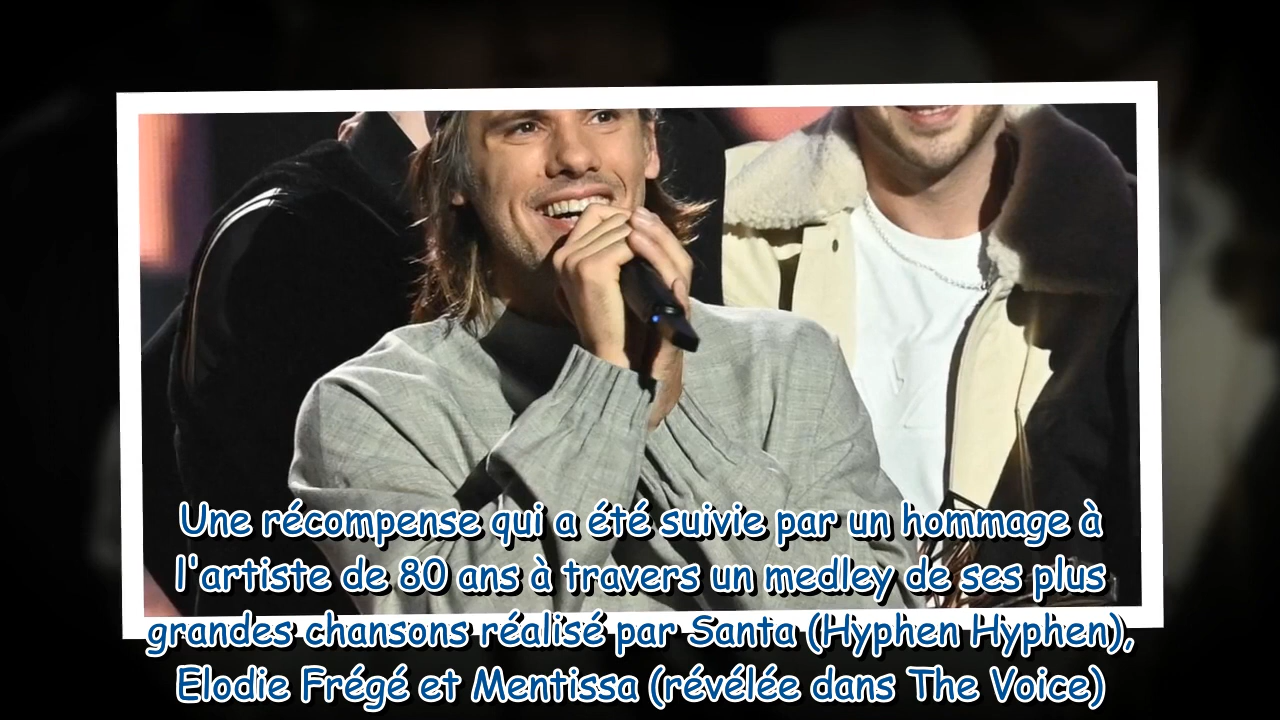 Une récompense qui a été suivie par un hommage à
l'artiste de 80 ans à travers un medley de ses plus
grandes chansons réalisé par Santa (Hyphen Hyphen),
Elodie Frégé et Mentissa (révélée dans The Voice)